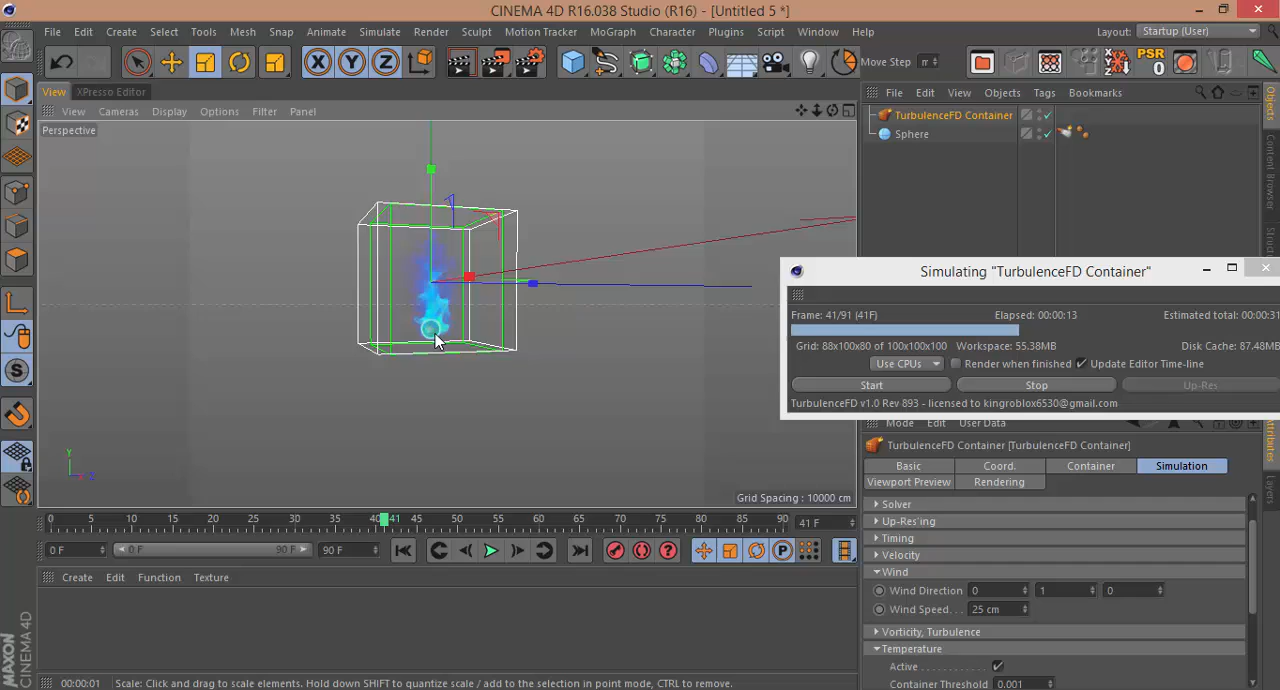 CINEMA 4D R16.038 Studio (R16) - [Untitled 5 *]
File Edit Create Select Tools Mesh Snap Animate Simulate Render Sculpt Motion Tracker MoGraph Character Plugins Script Window Help Layout: Startup (User)
X Y Z Move Step m PSR 0
View XPresso Editor
View Cameras Display Options Filter Panel
Perspective
File Edit View Objects Tags Bookmarks
TurbulenceFD Container
Sphere
Objects
Content Browser
Simulating "TurbulenceFD Container"
Frame: 41/91 (41F) Elapsed: 00:00:13 Estimated total: 00:00:31
Grid: 88x100x80 of 100x100x100 Workspace: 55.38MB Disk Cache: 87.48MB
Use CPUs Render when finished Update Editor Time-line
Start Stop Up-Res
TurbulenceFD v1.0 Rev 893 - licensed to kingroblox6530@gmail.com
Mode Edit User Data
Attributes
Layers
TurbulenceFD Container [TurbulenceFD Container]
Basic Coord. Container Simulation
Viewport Preview Rendering
Solver
Up-Res'ing
Timing
Velocity
Wind
Wind Direction 0 1 0
Wind Speed. . . 25 cm
Vorticity, Turbulence
Temperature
Active
Container Threshold 0.001
Y
Grid Spacing : 10000 cm
0 5 10 15 20 25 30 35 40 41 45 50 55 60 65 70 75 80 85 90 41 F
0 F 0 F 90 F 90 F
Create Edit Function Texture
MAXON CINEMA 4D
00:00:01 Scale: Click and drag to scale elements. Hold down SHIFT to quantize scale / add to the selection in point mode, CTRL to remove.